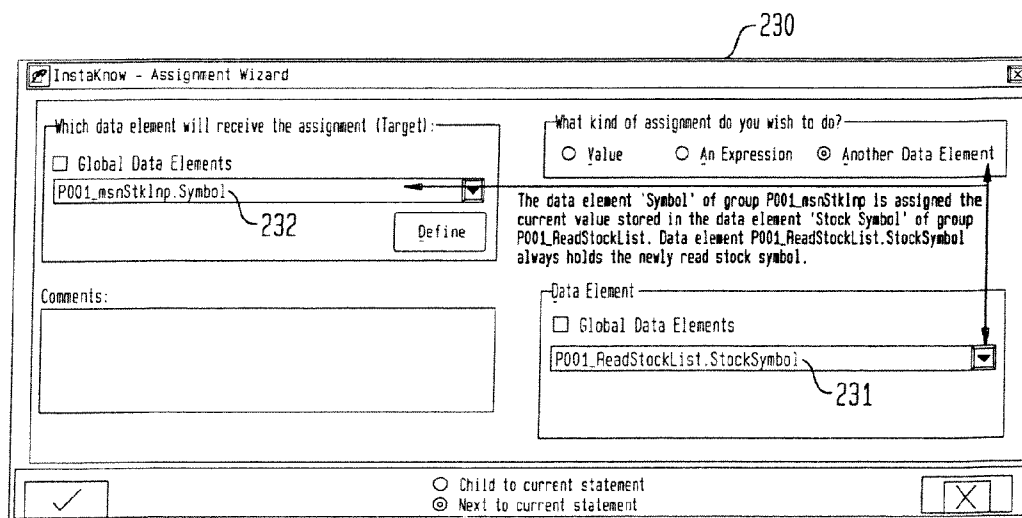 230
InstaKnow - Assignment Wizard
Which data element will receive the assignment (Target):
Global Data Elements
P001_msnStkInp.Symbol
232
Define
What kind of assignment do you wish to do?
Value
An Expression
Another Data Element
The data element 'Symbol' of group P001_msnStkInp is assigned the
current value stored in the data element 'Stock Symbol' of group
P001_ReadStockList. Data element P001_ReadStockList.StockSymbol
always holds the newly read stock symbol.
Comments:
Data Element
Global Data Elements
P001_ReadStockList.StockSymbol
231
Child to current statement
Next to current statement